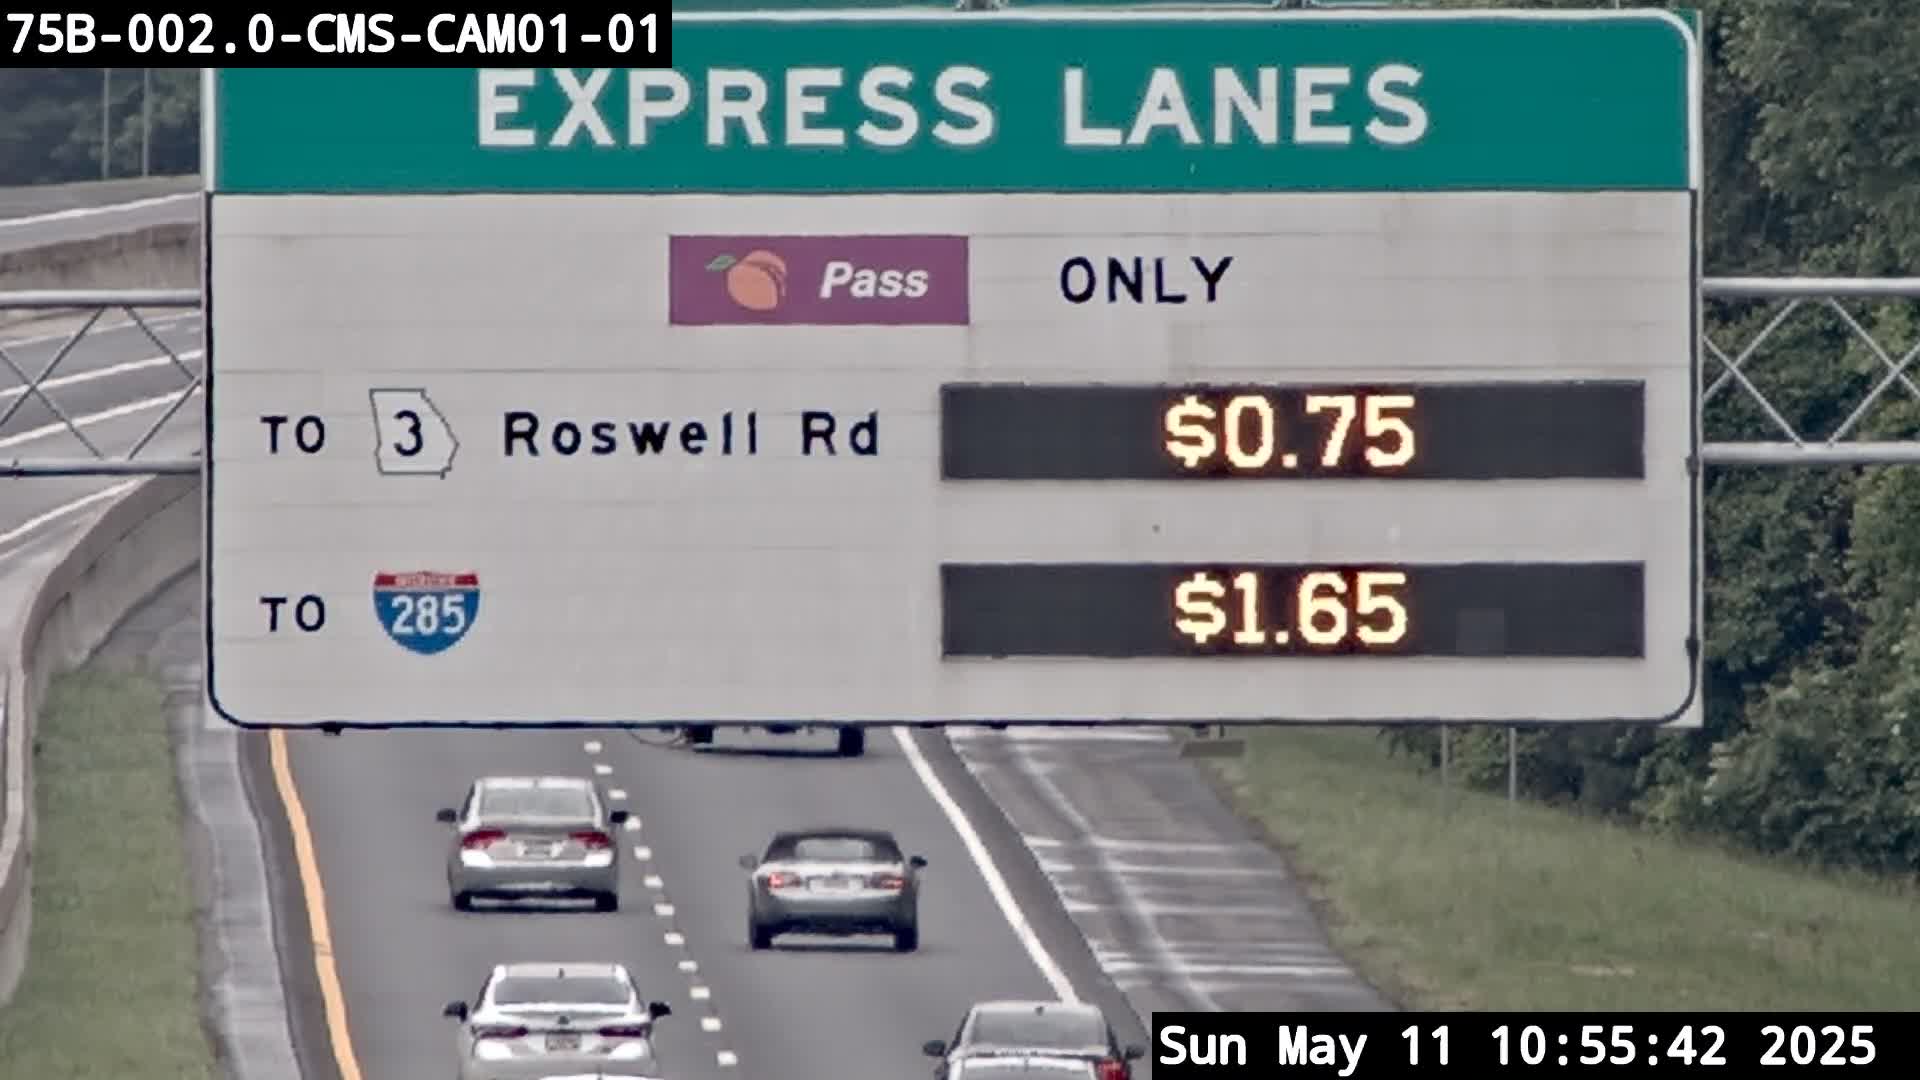 75B-002.0-CMS-CAM01-01
EXPRESS LANES
Pass ONLY
TO 3 Roswell Rd $0.75
TO 285 $1.65
Sun May 11 10:55:42 2025